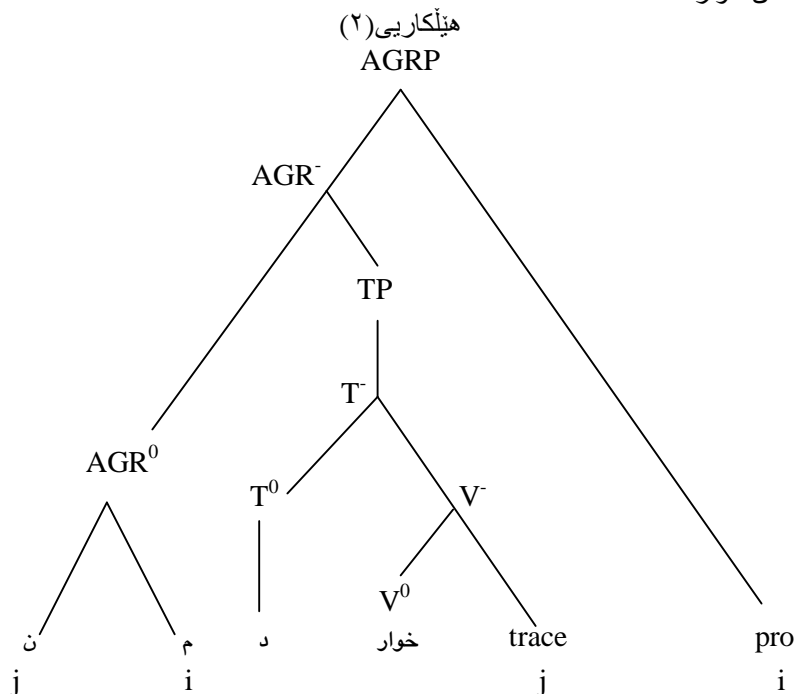 هێڵکاریی(٢)
AGRP
AGR⁻
TP
T⁻
AGR⁰
T⁰
V⁻
V⁰
ن م د خوار trace pro
j i j i